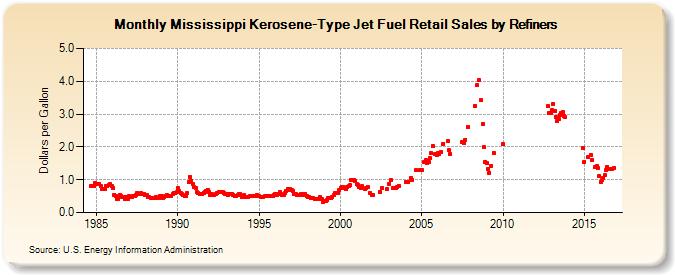 Monthly Mississippi Kerosene-Type Jet Fuel Retail Sales by Refiners
Dollars per Gallon
5.0
4.0
3.0
2.0
1.0
0.0
1985 1990 1995 2000 2005 2010 2015
Source: U.S. Energy Information Administration